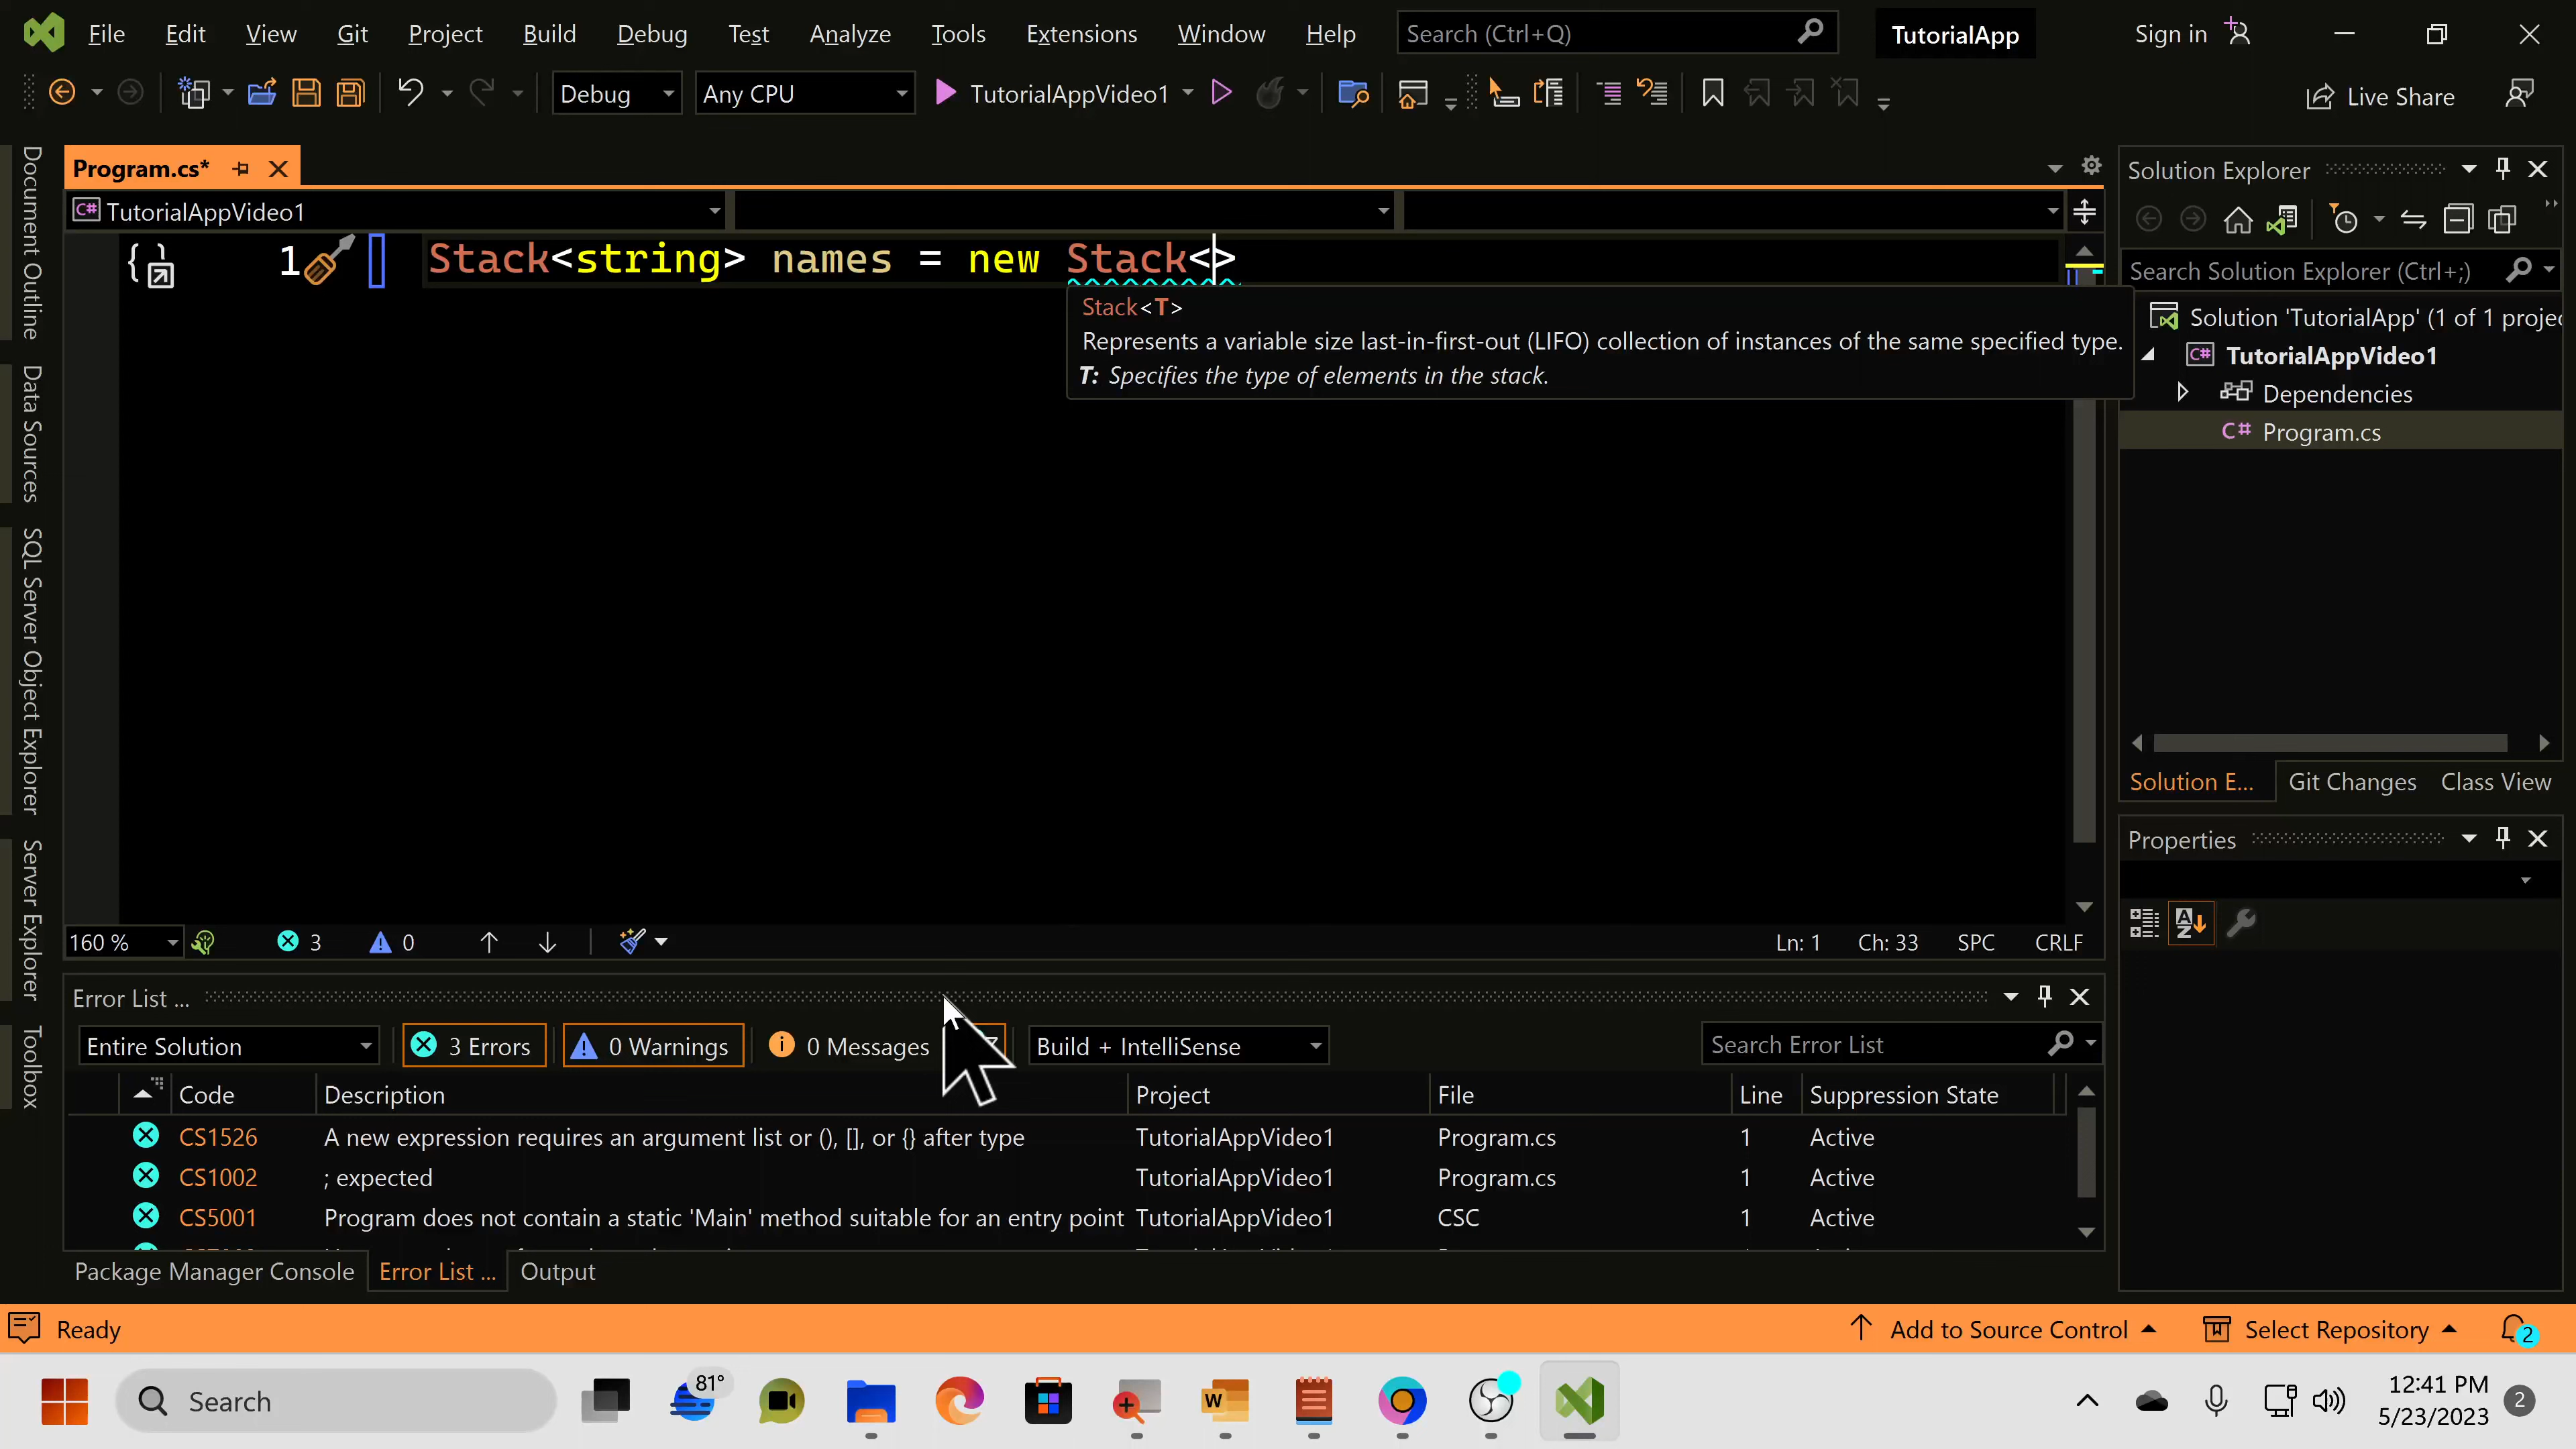 File Edit View Git Project Build Debug Test Analyze Tools Extensions Window Help Search (Ctrl+Q) TutorialApp Sign in
Debug Any CPU TutorialAppVideo1 Live Share
Program.cs*
TutorialAppVideo1
1 Stack<string> names = new Stack<>
Stack<T>
Represents a variable size last-in-first-out (LIFO) collection of instances of the same specified type.
T: Specifies the type of elements in the stack.
Document Outline
Data Sources
SQL Server Object Explorer
Server Explorer
Toolbox
Solution Explorer
Search Solution Explorer (Ctrl+;)
Solution 'TutorialApp' (1 of 1 projec
C# TutorialAppVideo1
Dependencies
C# Program.cs
Solution E... Git Changes Class View
Properties
160 % 3 0 Ln: 1 Ch: 33 SPC CRLF
Error List ...
Entire Solution 3 Errors 0 Warnings 0 Messages Build + IntelliSense Search Error List
Code Description Project File Line Suppression State
CS1526 A new expression requires an argument list or (), [], or {} after type TutorialAppVideo1 Program.cs 1 Active
CS1002 ; expected TutorialAppVideo1 Program.cs 1 Active
CS5001 Program does not contain a static 'Main' method suitable for an entry point TutorialAppVideo1 CSC 1 Active
Package Manager Console Error List ... Output
Ready Add to Source Control Select Repository 2
Search 81° 12:41 PM 2
5/23/2023